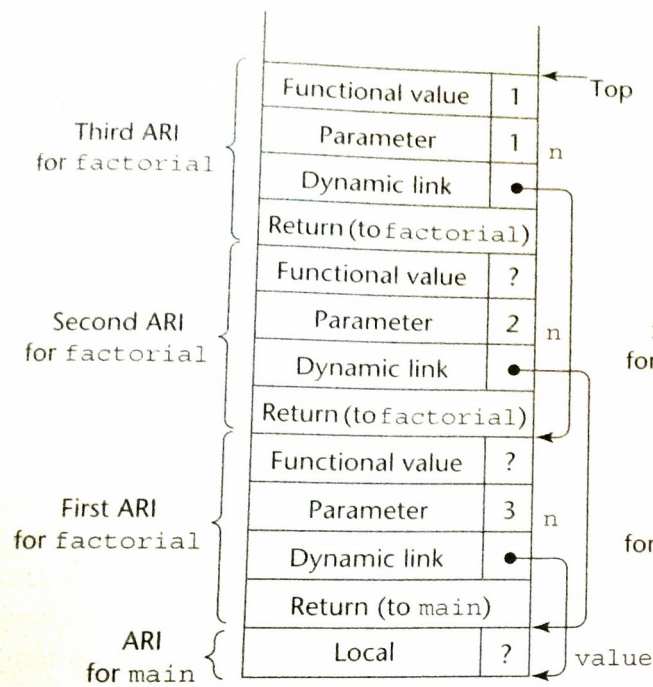 Functional value 1
Top
Third ARI
for factorial
Parameter 1 n
Dynamic link
Return (to factorial)
Functional value ?
Second ARI
for factorial
Parameter 2 n
Dynamic link
for
Return (to factorial)
Functional value ?
First ARI
for factorial
Parameter 3 n
Dynamic link
for
Return (to main)
ARI
for main
Local ? value